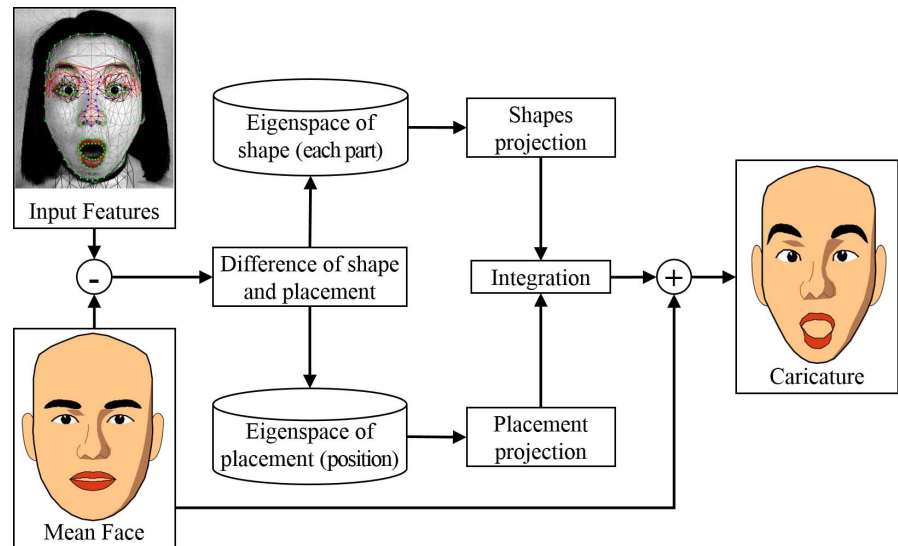 Input Features
-
Mean Face
Difference of shape
and placement
Eigenspace of
shape (each part)
Eigenspace of
placement (position)
Shapes
projection
Integration
Placement
projection
+
Caricature